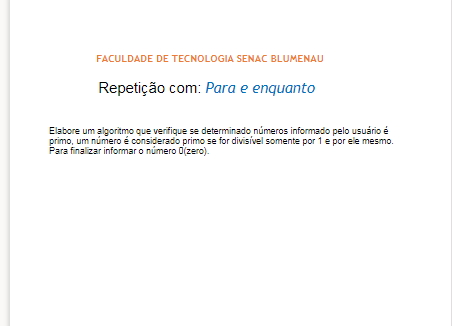 FACULDADE DE TECNOLOGIA SENAC BLUMENAU
Repetição com: Para e enquanto
Elabore um algoritmo que verifique se determinado números informado pelo usuário é
primo, um número é considerado primo se for divisível somente por 1 e por ele mesmo.
Para finalizar informar o número 0(zero).